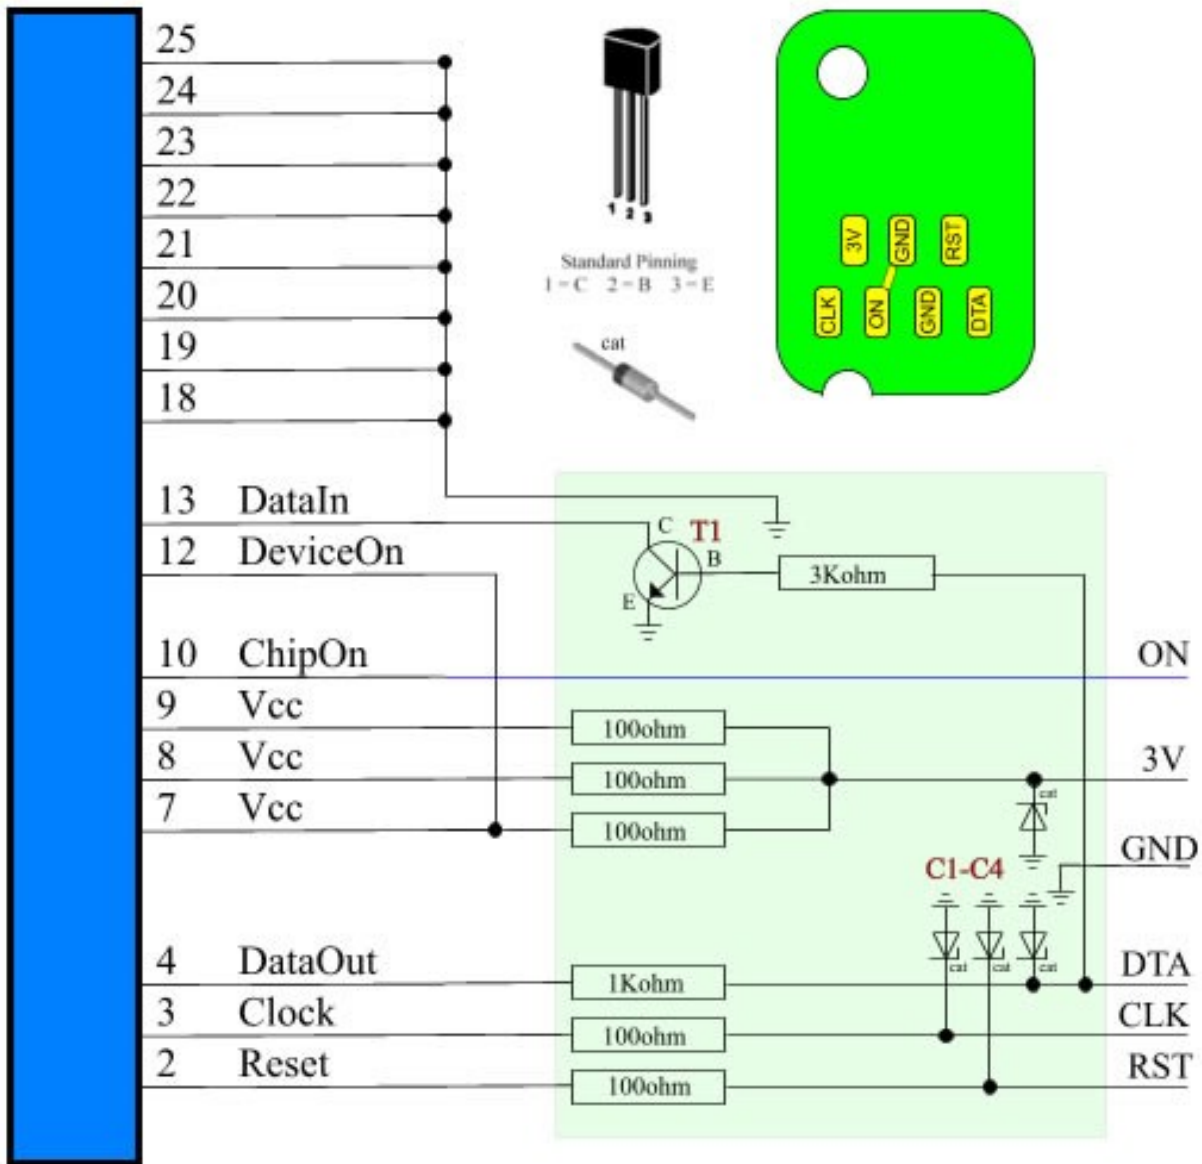 25
24
23
22
21
20
19
18
1 2 3
Standard Pinning
1 = C 2 = B 3 = E
cat
3V GND RST
CLK ON GND DTA
13 DataIn
C T1
12 DeviceOn
B
3Kohm
E
10 ChipOn ON
9 Vcc
100ohm
8 Vcc 3V
100ohm
cat
7 Vcc
100ohm
GND
C1-C4
4 DataOut DTA
cat cat cat
1Kohm
3 Clock CLK
100ohm
2 Reset RST
100ohm